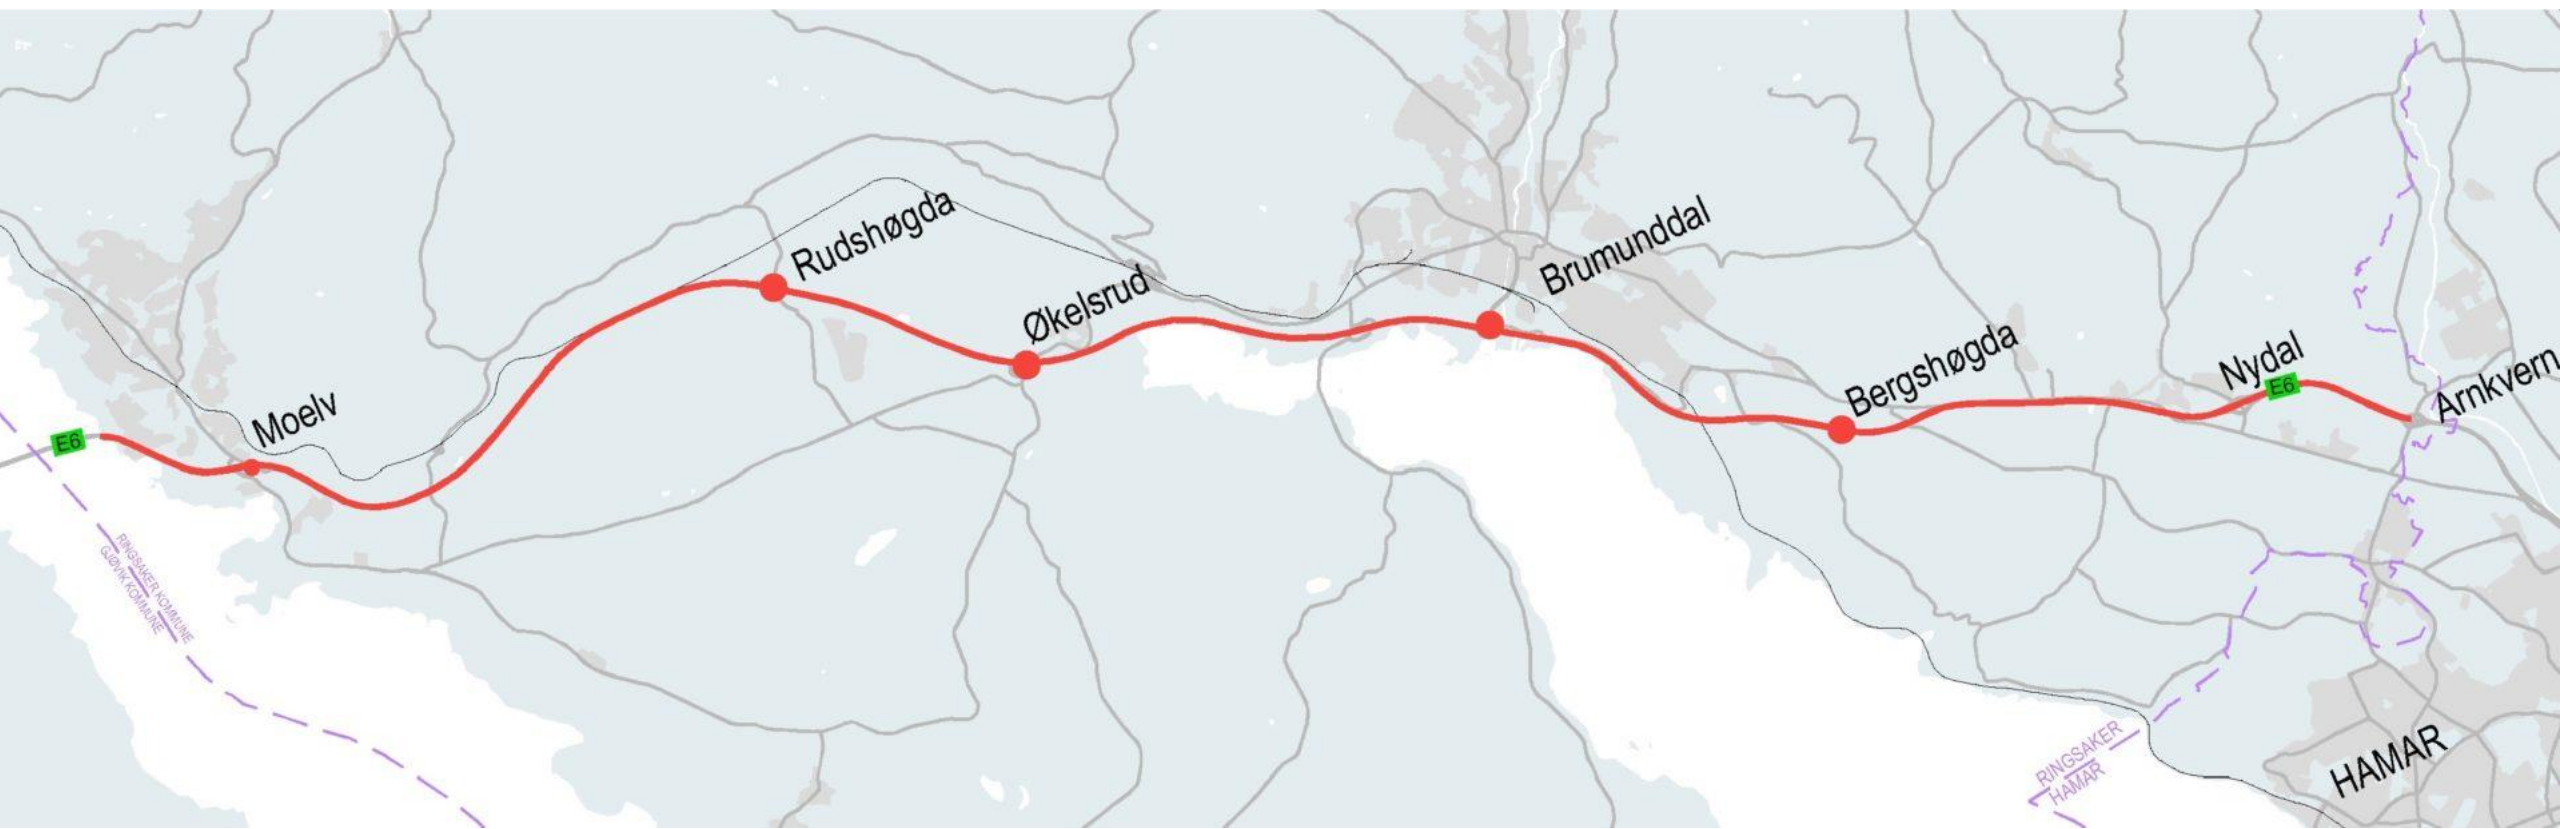 E6
Moelv
Rudshøgda
Økelsrud
Brumunddal
Bergshøgda
Nydal
E6
Arnkvern
RINGSAKER KOMMUNE
GJØVIK KOMMUNE
RINGSAKER
HAMAR
HAMAR